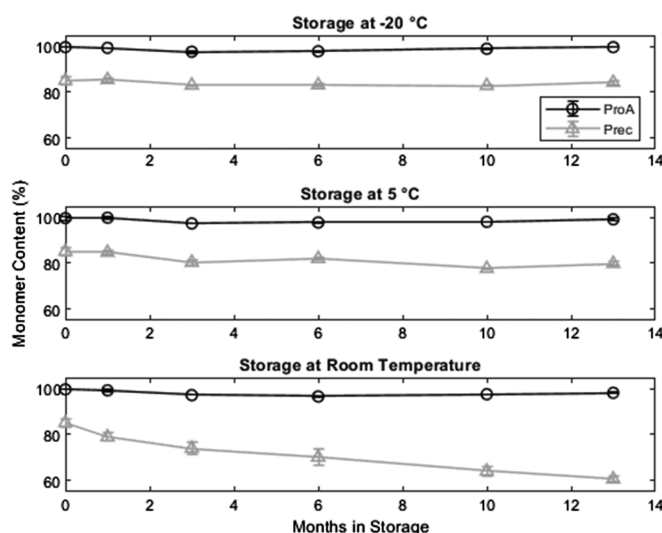 Storage at -20 °C
100
80
60
0 2 4 6 8 10 12 14
ProA
Prec
Storage at 5 °C
100
80
60
0 2 4 6 8 10 12 14
Monomer Content (%)
Storage at Room Temperature
100
80
60
0 2 4 6 8 10 12 14
Months in Storage